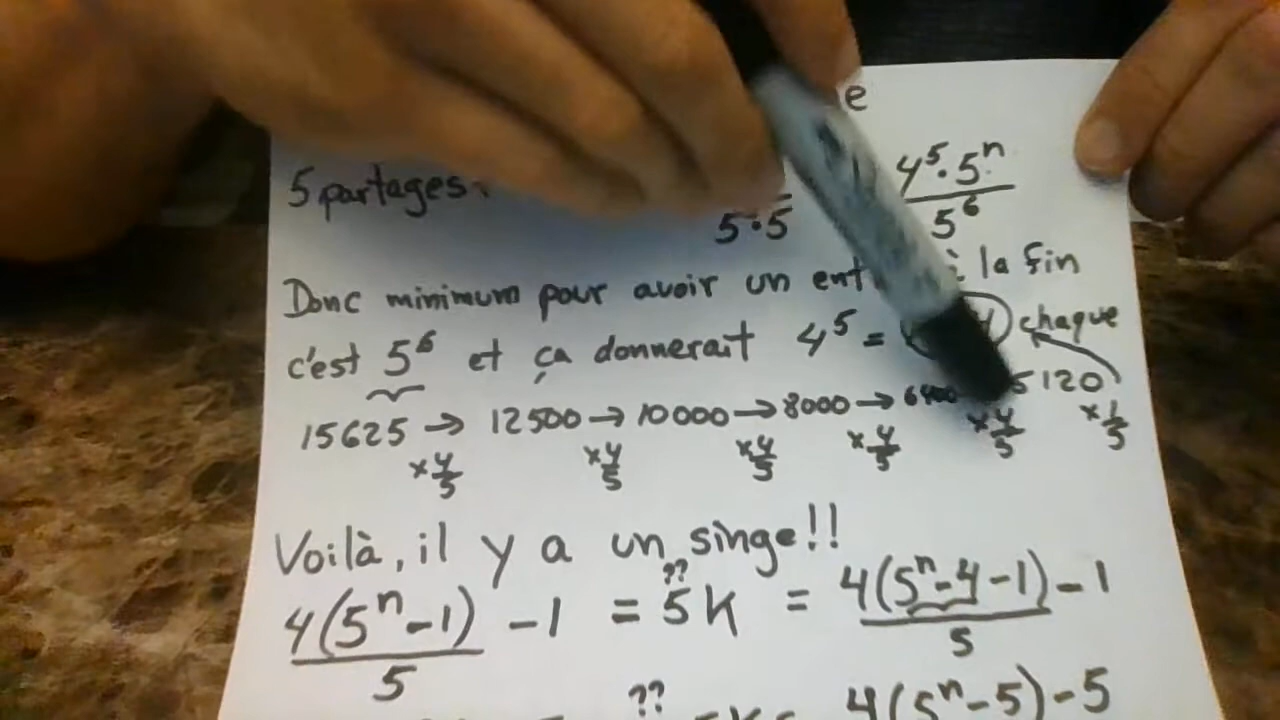 e
5 partages:
5·5
4⁵·5ⁿ / 5⁶
Donc minimum pour avoir un la fin
c'est 5⁶ et ça donnerait 4⁵ = chaque
15625 → 12500 → 10000 → 8000 → 6400 5120
×4/5 ×4/5 ×4/5 ×4/5 ×4/5 ×1/5
Voilà, il y a un singe!!
??
4(5ⁿ-1)/5 -1 = 5k = 4(5ⁿ-4-1)/5 -1
??
4(5ⁿ-5)-5